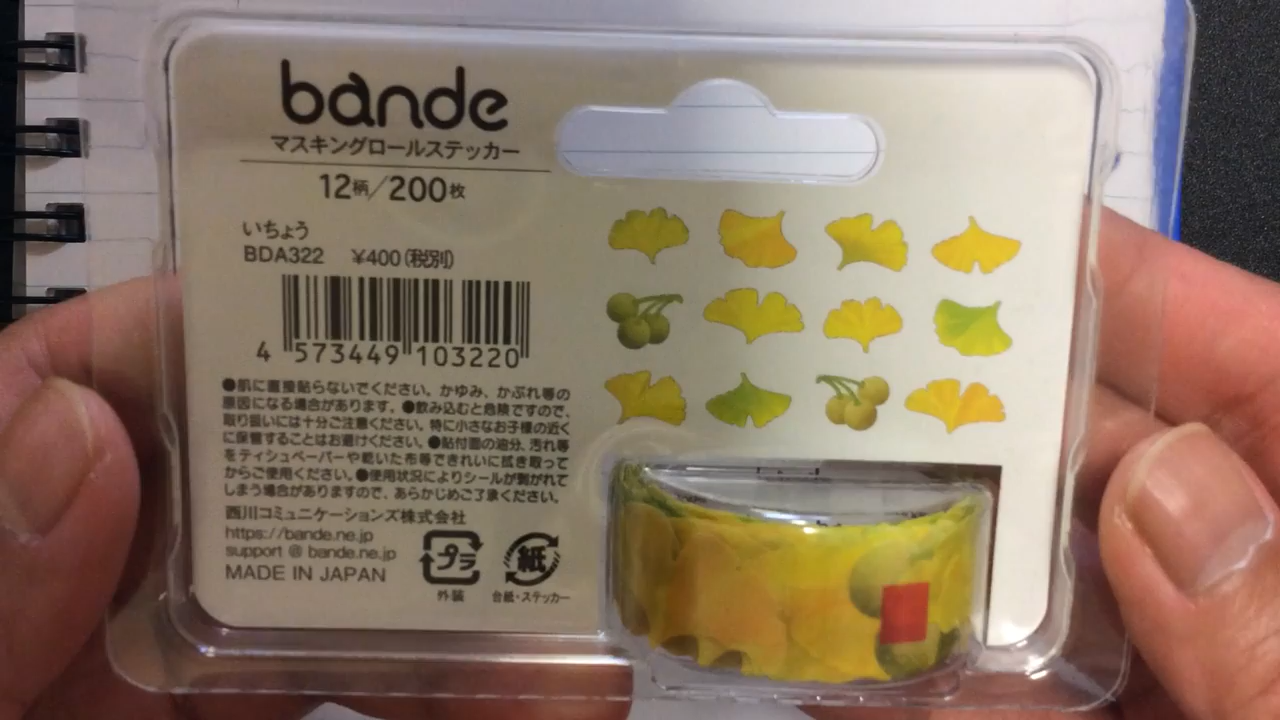 bande
マスキングロールステッカー
12柄/200枚
いちょう
BDA322 ¥400(税別)
4 573449 103220
●肌に直接貼らないでください。かゆみ、かぶれ等の
原因になる場合があります。●飲み込むと危険ですので、
取り扱いには十分ご注意ください。特に小さなお子様の近く
に保管することはお避けください。●貼付面の油分、汚れ等
をティシュペーパーや乾いた布等できれいに拭き取って
からご使用ください。●使用状況によりシールが剥がれて
しまう場合がありますので、あらかじめご了承ください。
西川コミュニケーションズ株式会社
https://bande.ne.jp
support @ bande.ne.jp
MADE IN JAPAN
プラ
外装
紙
台紙・ステッカー